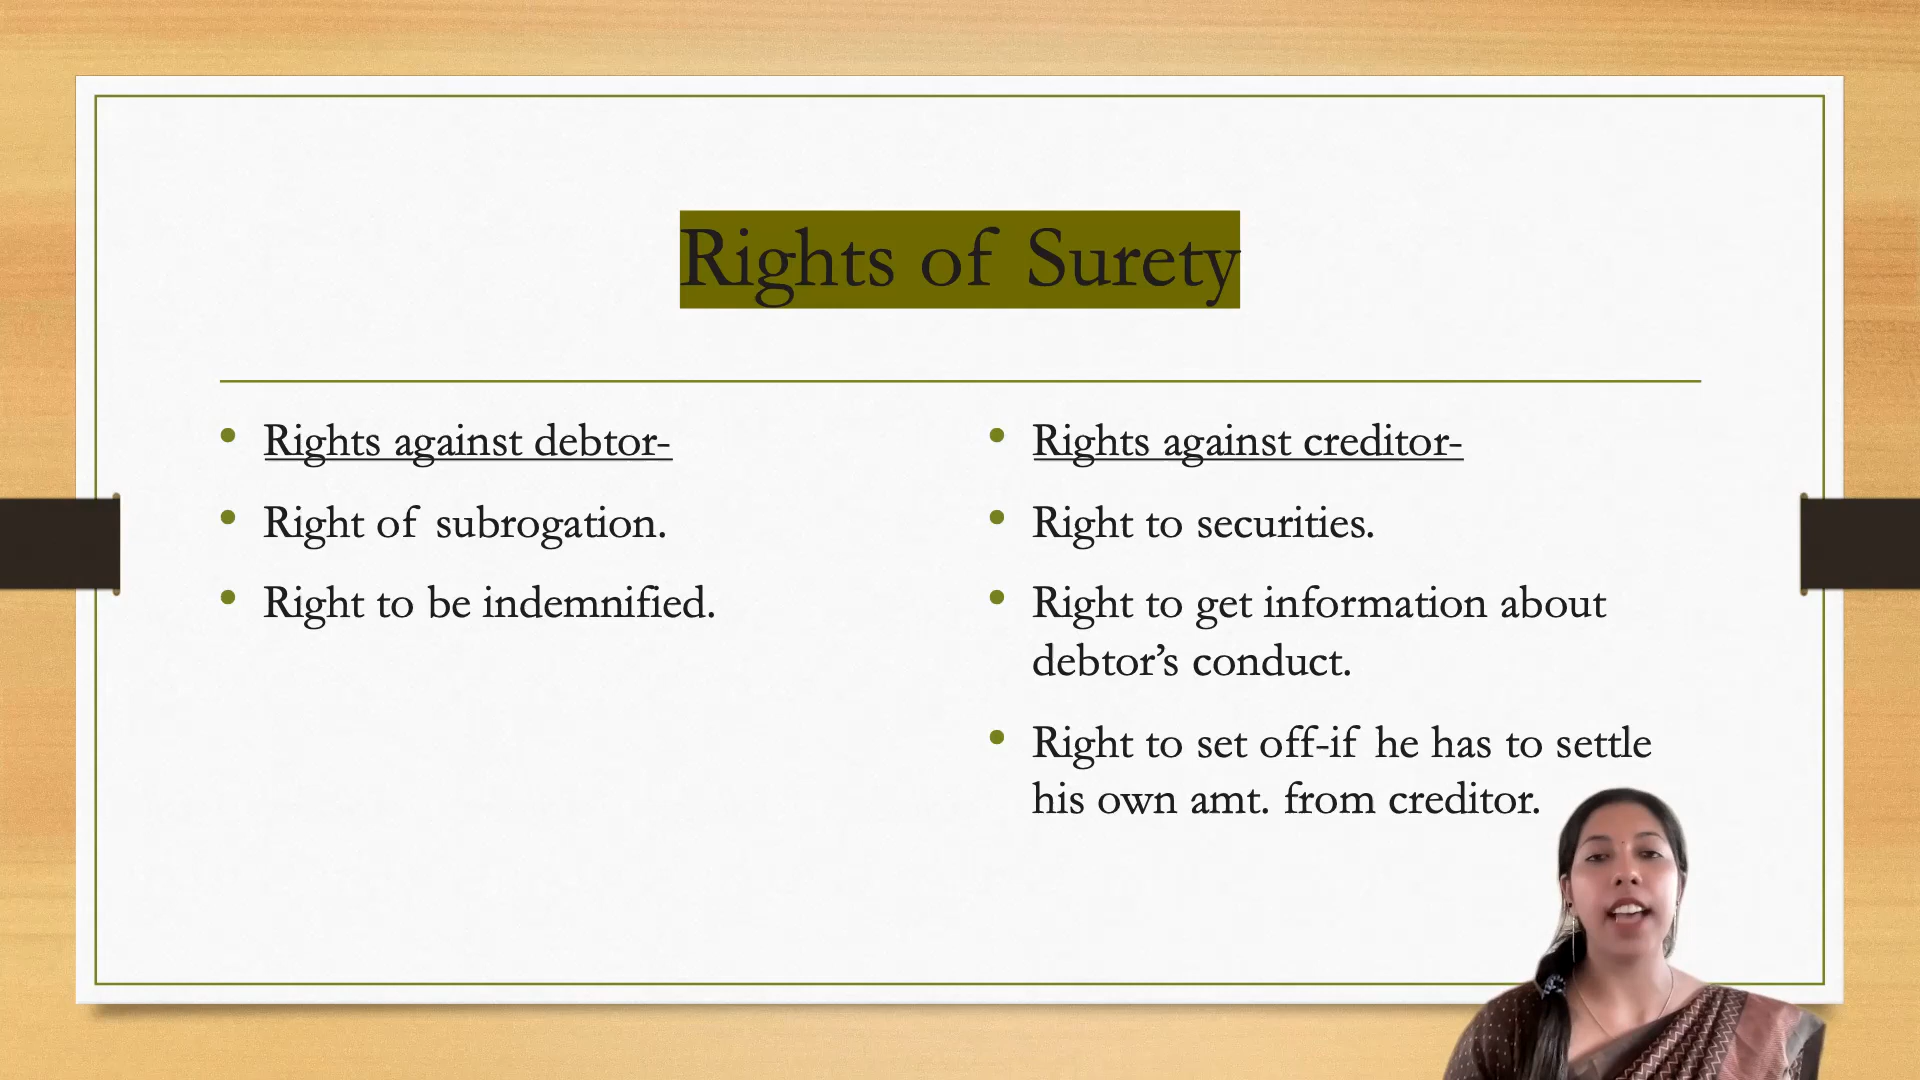 Rights of Surety
Rights against debtor-
Right of subrogation.
Right to be indemnified.
Rights against creditor-
Right to securities.
Right to get information about
debtor’s conduct.
Right to set off-if he has to settle
his own amt. from creditor.